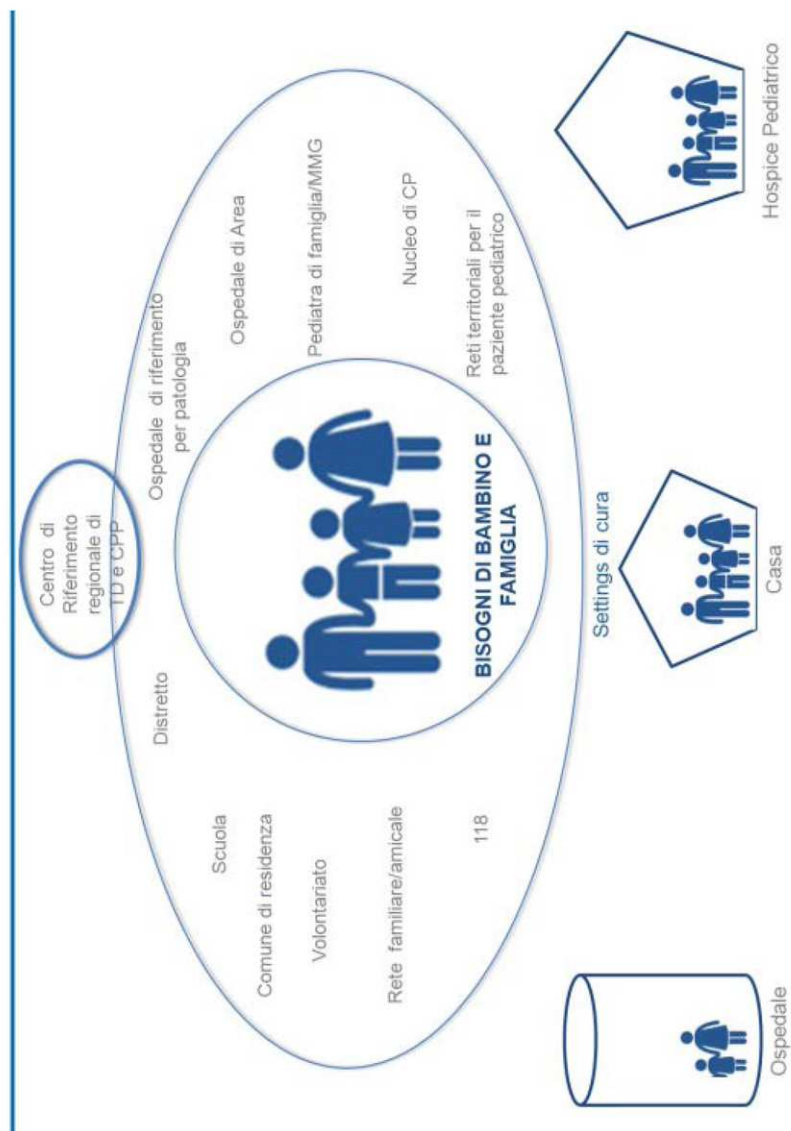 Centro di
Riferimento
regionale di
TD e CPP
Distretto
Scuola
Comune di residenza
Volontariato
Rete familiare/amicale
118
Ospedale di riferimento
per patologia
Ospedale di Area
Pediatra di famiglia/MMG
Nucleo di CP
Reti territoriali per il
paziente pediatrico
BISOGNI DI BAMBINO E
FAMIGLIA
Settings di cura
Ospedale
Casa
Hospice Pediatrico